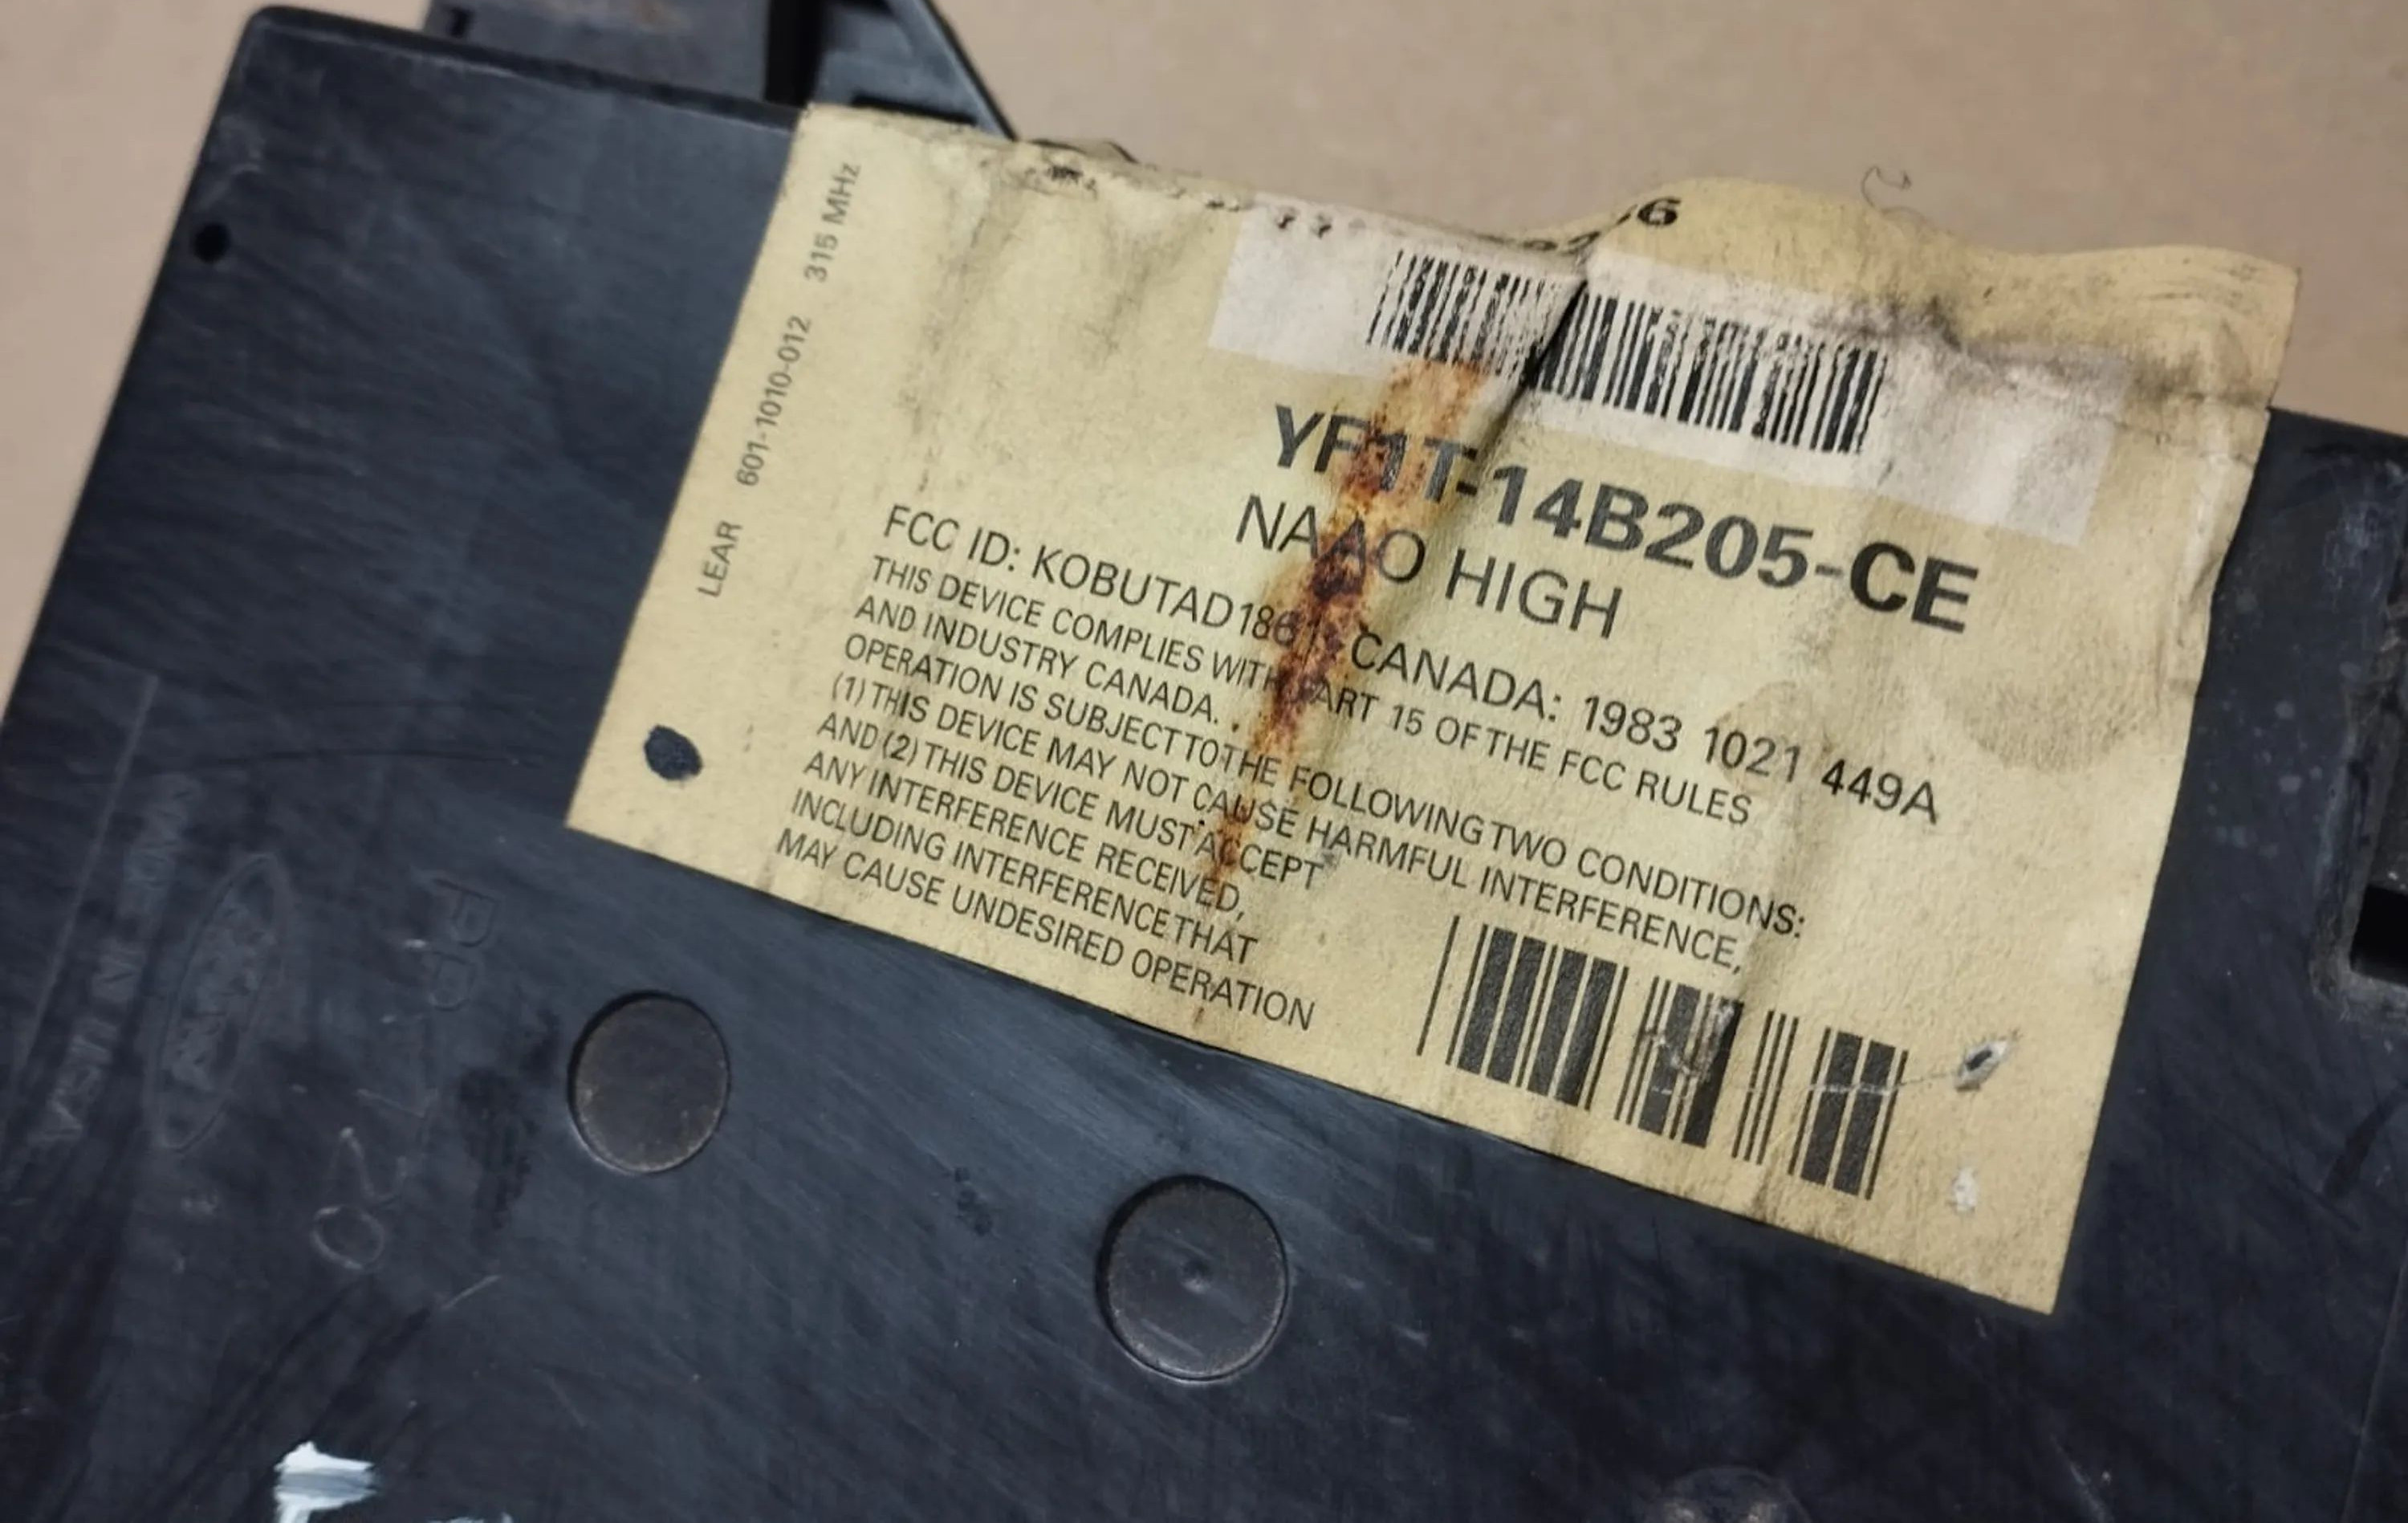 LEAR 601-1010-012 315 MHz
YF1T-14B205-CE
NAAO HIGH
FCC ID: KOBUTAD186 CANADA: 1983 1021 449A
THIS DEVICE COMPLIES WITH PART 15 OF THE FCC RULES
AND INDUSTRY CANADA.
OPERATION IS SUBJECT TO THE FOLLOWING TWO CONDITIONS:
(1) THIS DEVICE MAY NOT CAUSE HARMFUL INTERFERENCE,
AND (2) THIS DEVICE MUST ACCEPT
ANY INTERFERENCE RECEIVED,
INCLUDING INTERFERENCE THAT
MAY CAUSE UNDESIRED OPERATION
MADE IN USA